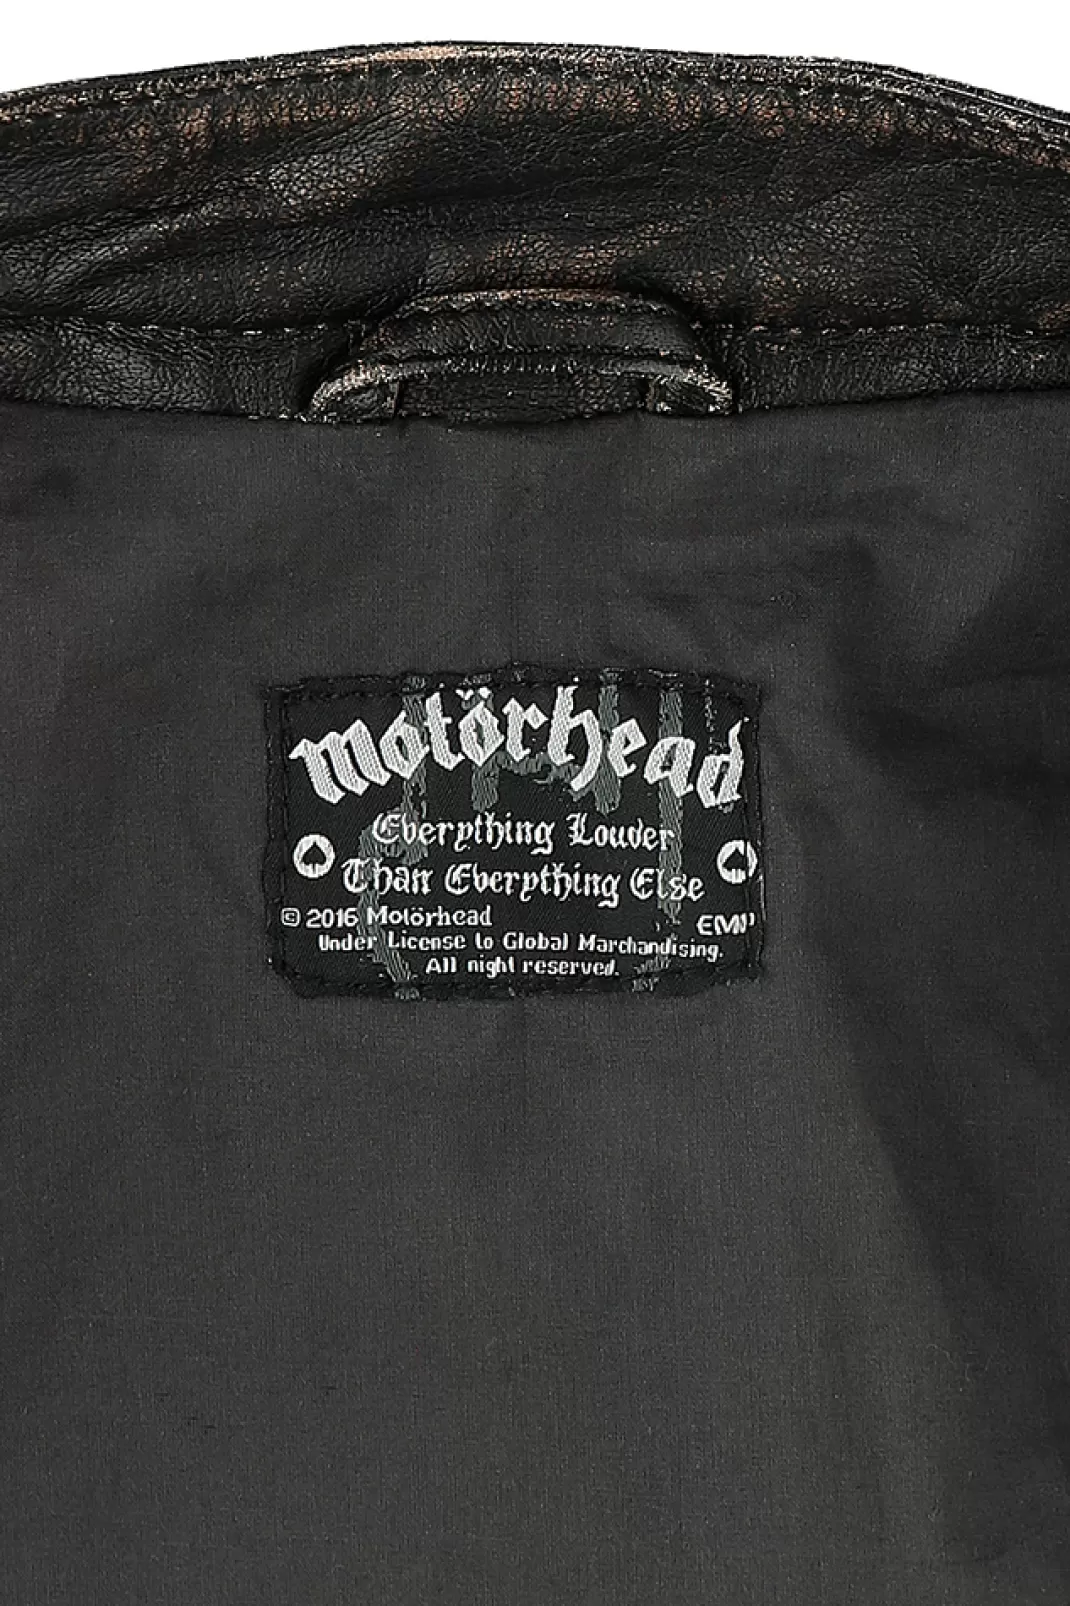 motörhead
Everything Louder
Than Everything Else
© 2016 Motörhead
EMP
Under License to Global Marchandising.
All night reserved.